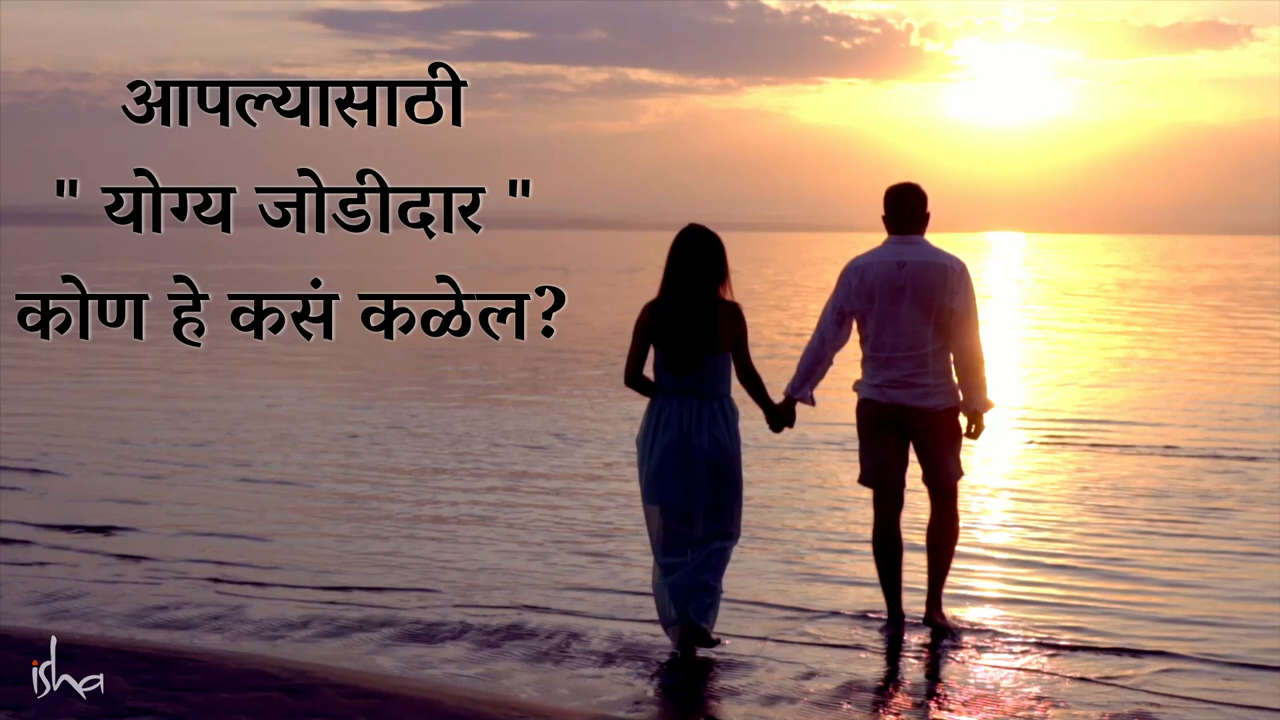 आपल्यासाठी
" योग्य जोडीदार "
कोण हे कसं कळेल?
isha